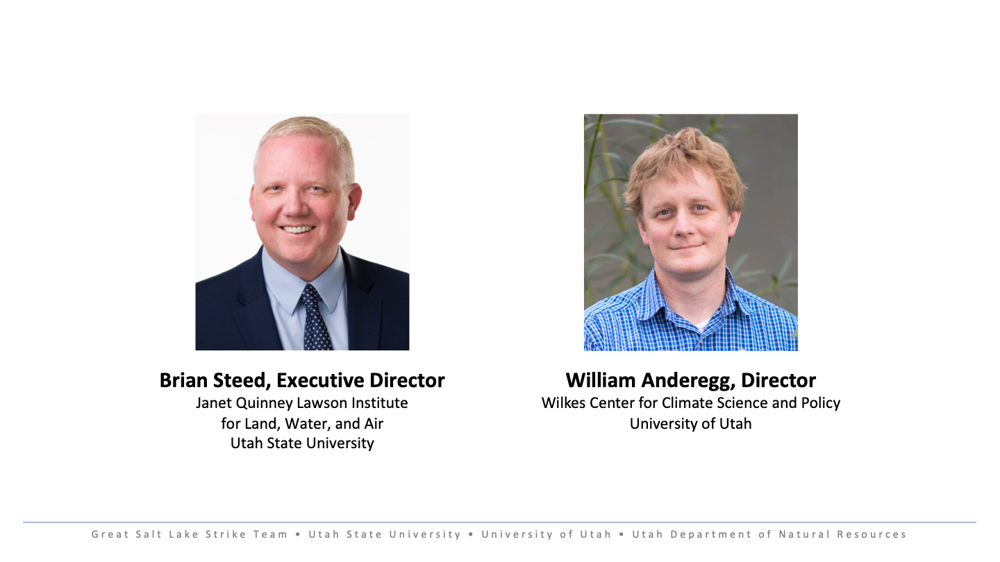 Brian Steed, Executive Director
Janet Quinney Lawson Institute
for Land, Water, and Air
Utah State University
William Anderegg, Director
Wilkes Center for Climate Science and Policy
University of Utah
Great Salt Lake Strike Team • Utah State University • University of Utah • Utah Department of Natural Resources